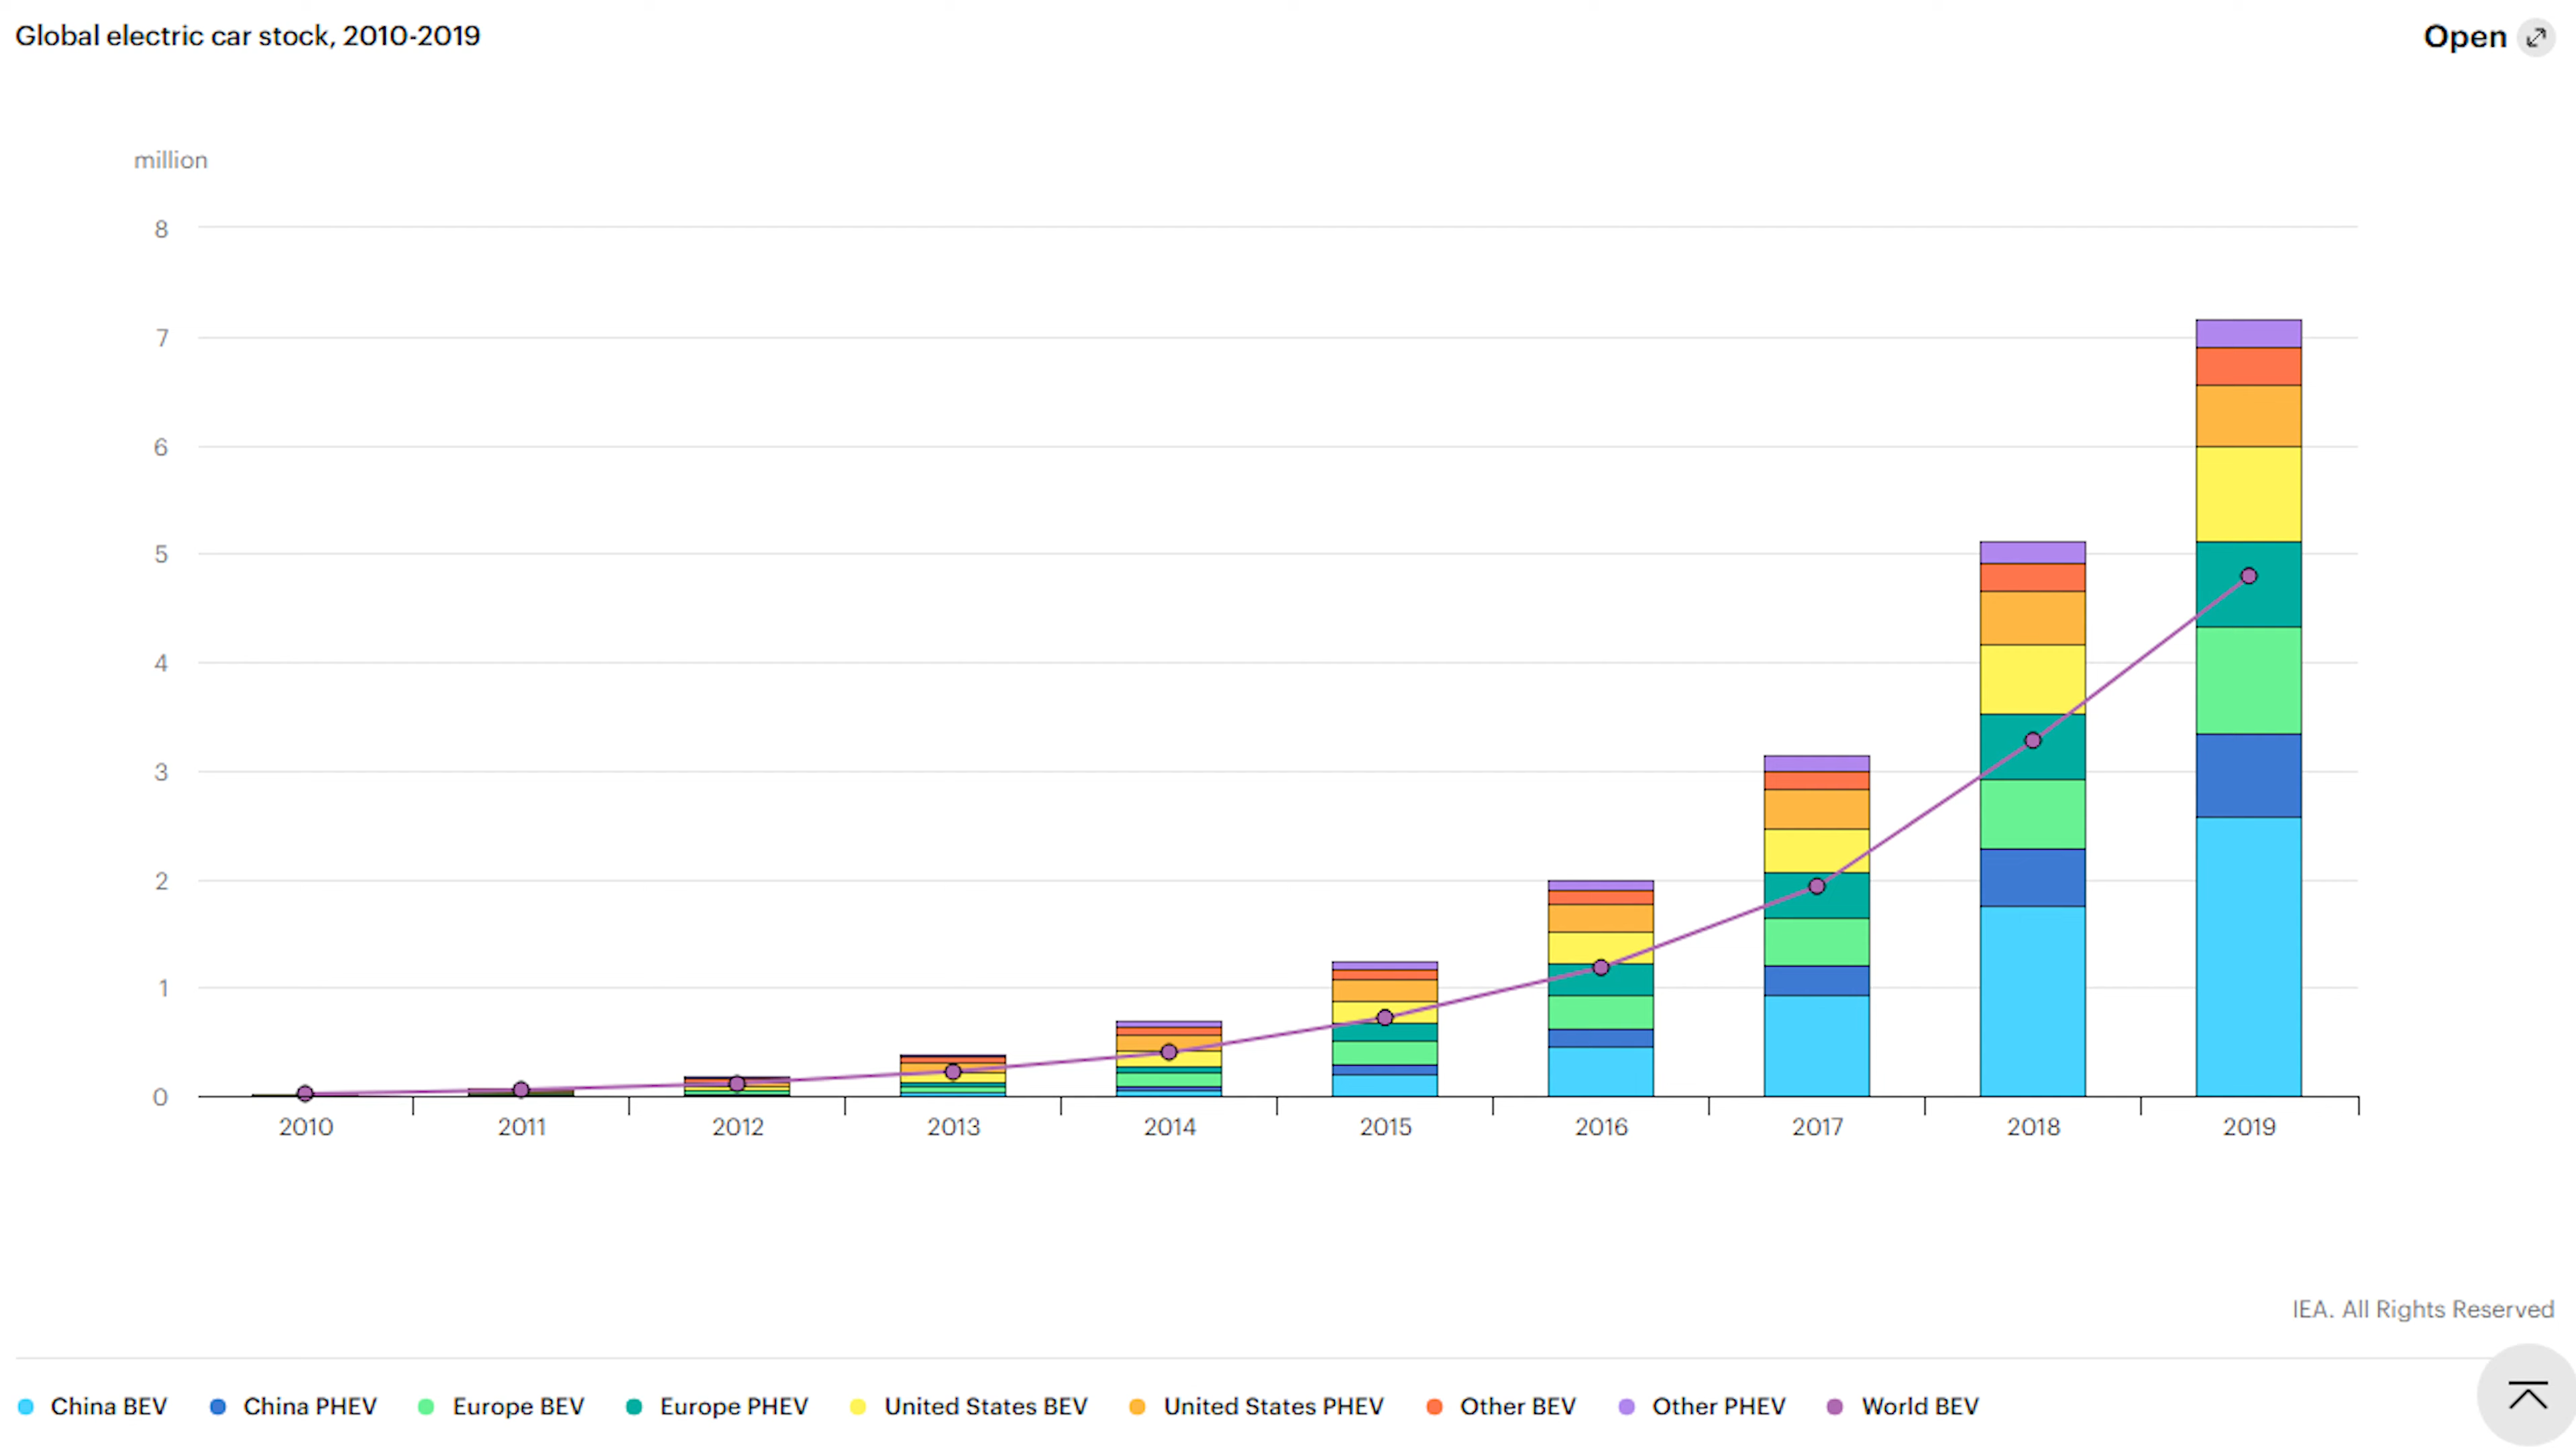 Global electric car stock, 2010-2019
Open
million
8
7
6
5
4
3
2
1
0
2010 2011 2012 2013 2014 2015 2016 2017 2018 2019
IEA. All Rights Reserved
China BEV China PHEV Europe BEV Europe PHEV United States BEV United States PHEV Other BEV Other PHEV World BEV